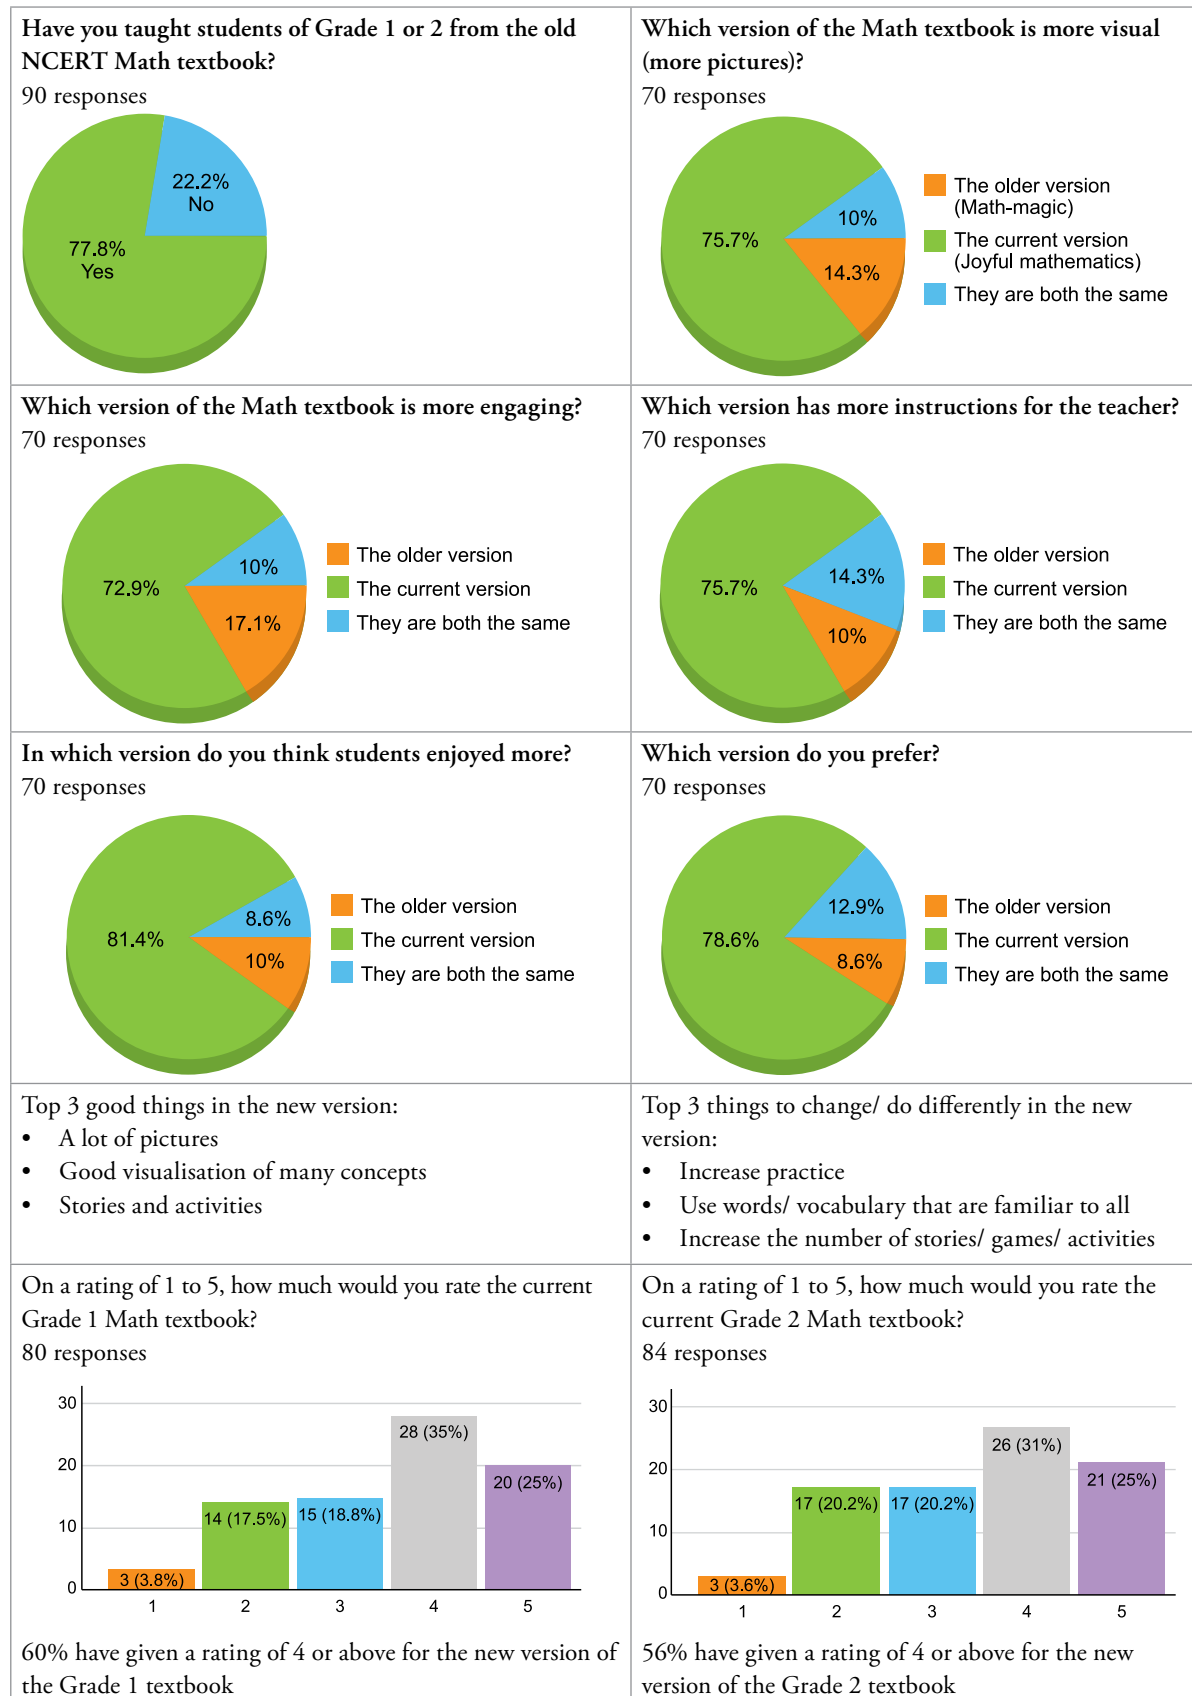 Have you taught students of Grade 1 or 2 from the old
NCERT Math textbook?
90 responses
22.2%
No
77.8%
Yes
Which version of the Math textbook is more visual
(more pictures)?
70 responses
75.7%
10%
14.3%
The older version
(Math-magic)
The current version
(Joyful mathematics)
They are both the same
Which version of the Math textbook is more engaging?
70 responses
72.9%
10%
17.1%
The older version
The current version
They are both the same
Which version has more instructions for the teacher?
70 responses
75.7%
14.3%
10%
The older version
The current version
They are both the same
In which version do you think students enjoyed more?
70 responses
81.4%
8.6%
10%
The older version
The current version
They are both the same
Which version do you prefer?
70 responses
78.6%
12.9%
8.6%
The older version
The current version
They are both the same
Top 3 good things in the new version:
• A lot of pictures
• Good visualisation of many concepts
• Stories and activities
Top 3 things to change/ do differently in the new
version:
• Increase practice
• Use words/ vocabulary that are familiar to all
• Increase the number of stories/ games/ activities
On a rating of 1 to 5, how much would you rate the current
Grade 1 Math textbook?
80 responses
30
20
10
0
3 (3.8%)
14 (17.5%)
15 (18.8%)
28 (35%)
20 (25%)
1 2 3 4 5
60% have given a rating of 4 or above for the new version of
the Grade 1 textbook
On a rating of 1 to 5, how much would you rate the
current Grade 2 Math textbook?
84 responses
30
20
10
0
3 (3.6%)
17 (20.2%)
17 (20.2%)
26 (31%)
21 (25%)
1 2 3 4 5
56% have given a rating of 4 or above for the new
version of the Grade 2 textbook